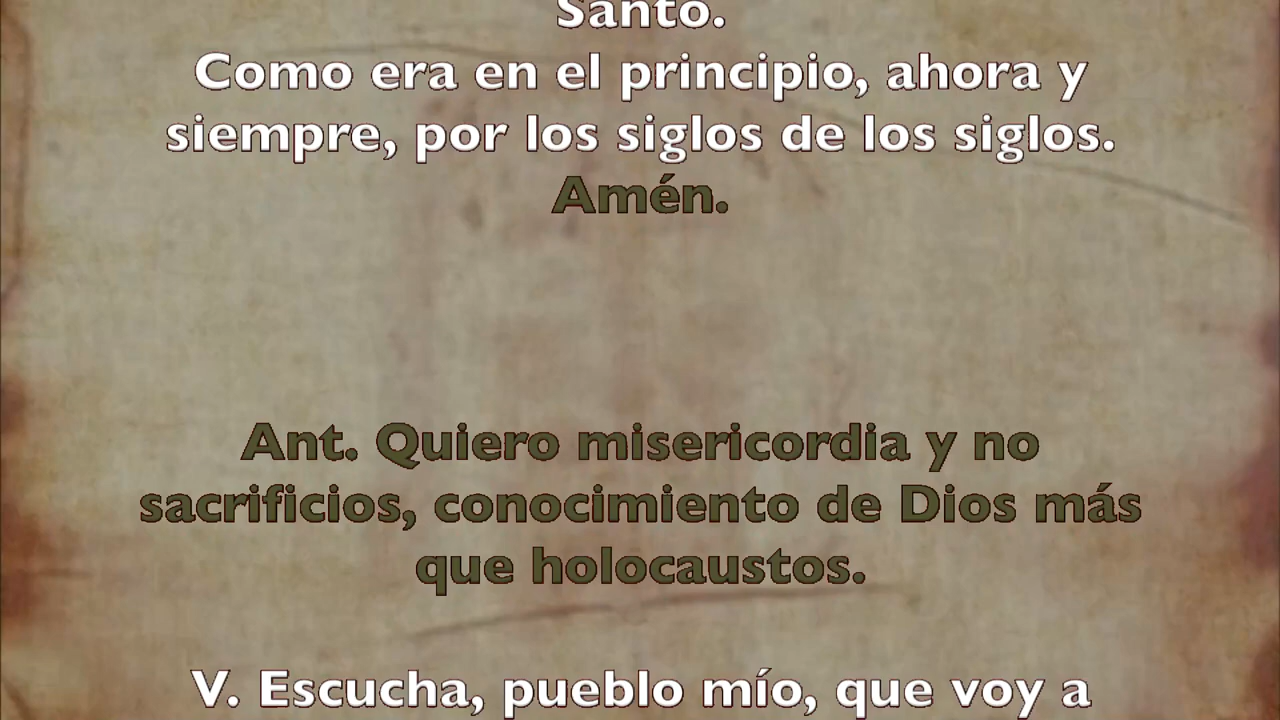 Santo.
Como era en el principio, ahora y
siempre, por los siglos de los siglos.
Amén.
Ant. Quiero misericordia y no
sacrificios, conocimiento de Dios más
que holocaustos.
V. Escucha, pueblo mío, que voy a